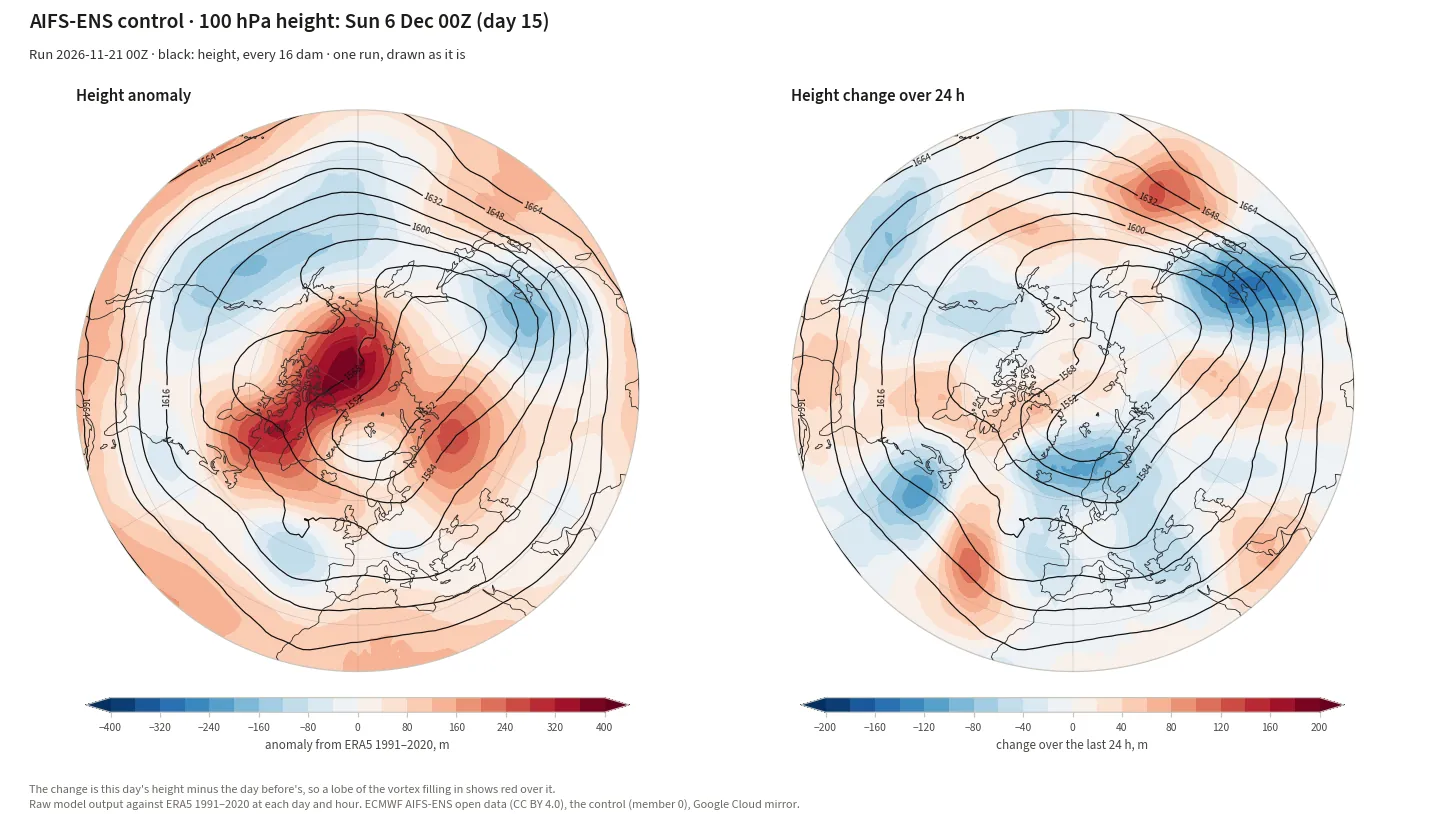 AIFS-ENS control · 100 hPa height: Sun 6 Dec 00Z (day 15)
Run 2026-11-21 00Z · black: height, every 16 dam · one run, drawn as it is
Height anomaly
Height change over 24 h
1664
1632
1648
1664
1600
1616
1664
1568
1552
1552
1584
1664
1632
1648
1664
1600
1616
1664
1568
1552
1552
1584
−400 −320 −240 −160 −80 0 80 160 240 320 400
anomaly from ERA5 1991–2020, m
−200 −160 −120 −80 −40 0 40 80 120 160 200
change over the last 24 h, m
The change is this day's height minus the day before's, so a lobe of the vortex filling in shows red over it.
Raw model output against ERA5 1991–2020 at each day and hour. ECMWF AIFS-ENS open data (CC BY 4.0), the control (member 0), Google Cloud mirror.